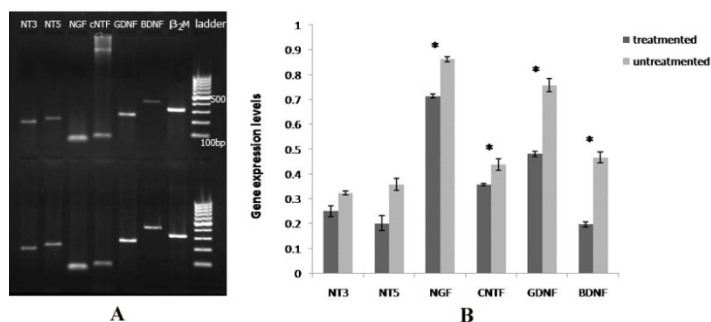 NT3 NT5 NGF cNTF GDNF BDNF β2M ladder
500
100bp
A
Gene expression levels
1
0.9
0.8
0.7
0.6
0.5
0.4
0.3
0.2
0.1
0
* * * *
NT3 NT5 NGF CNTF GDNF BDNF
treatmented
untreatmented
B